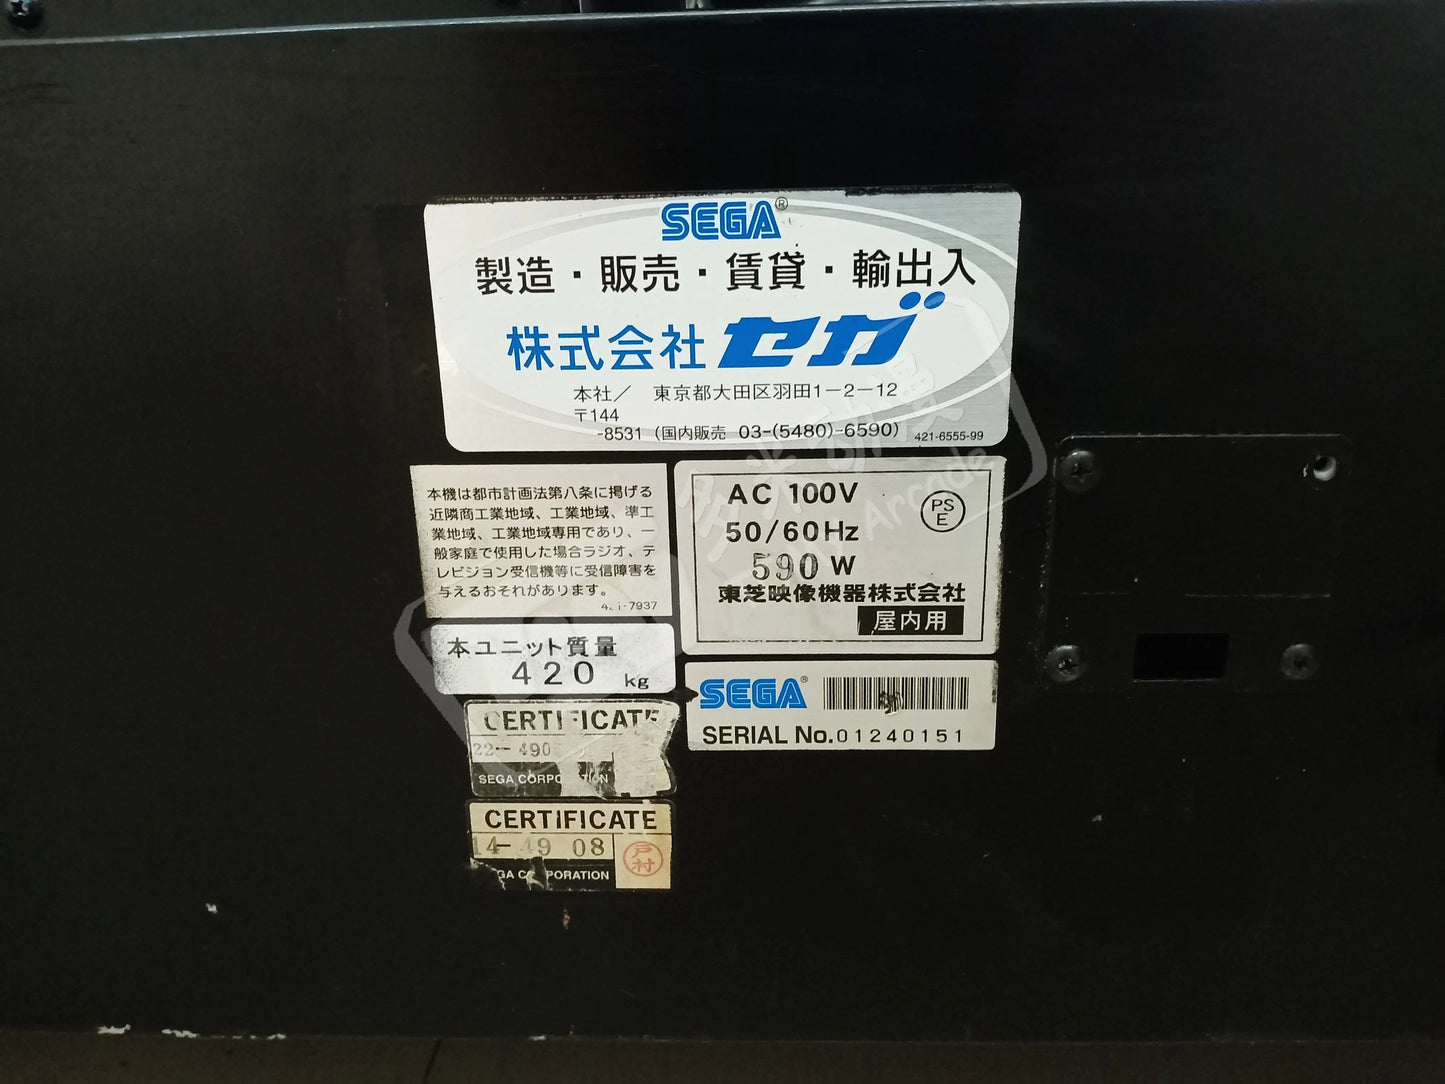 SEGA®
製造・販売・賃貸・輸出入
株式会社 セガ
本社／ 東京都大田区羽田1-2-12
〒144
-8531 (国内販売 03-(5480)-6590) 421-6555-99
本機は都市計画法第八条に掲げる
近隣商工業地域、工業地域、準工
業地域、工業地域専用であり、一
般家庭で使用した場合ラジオ、テ
レビジョン受信機等に受信障害を
与えるおそれがあります。
AC 100V
50/60Hz
590 W
PS
E
東芝映像機器株式会社
屋内用
本ユニット質量
420 kg
SEGA®
SERIAL No. 01240151
CERTIFICATE
SEGA CORPORATION
CERTIFICATE
14-49 08
戸村
CORPORATION
Arcade